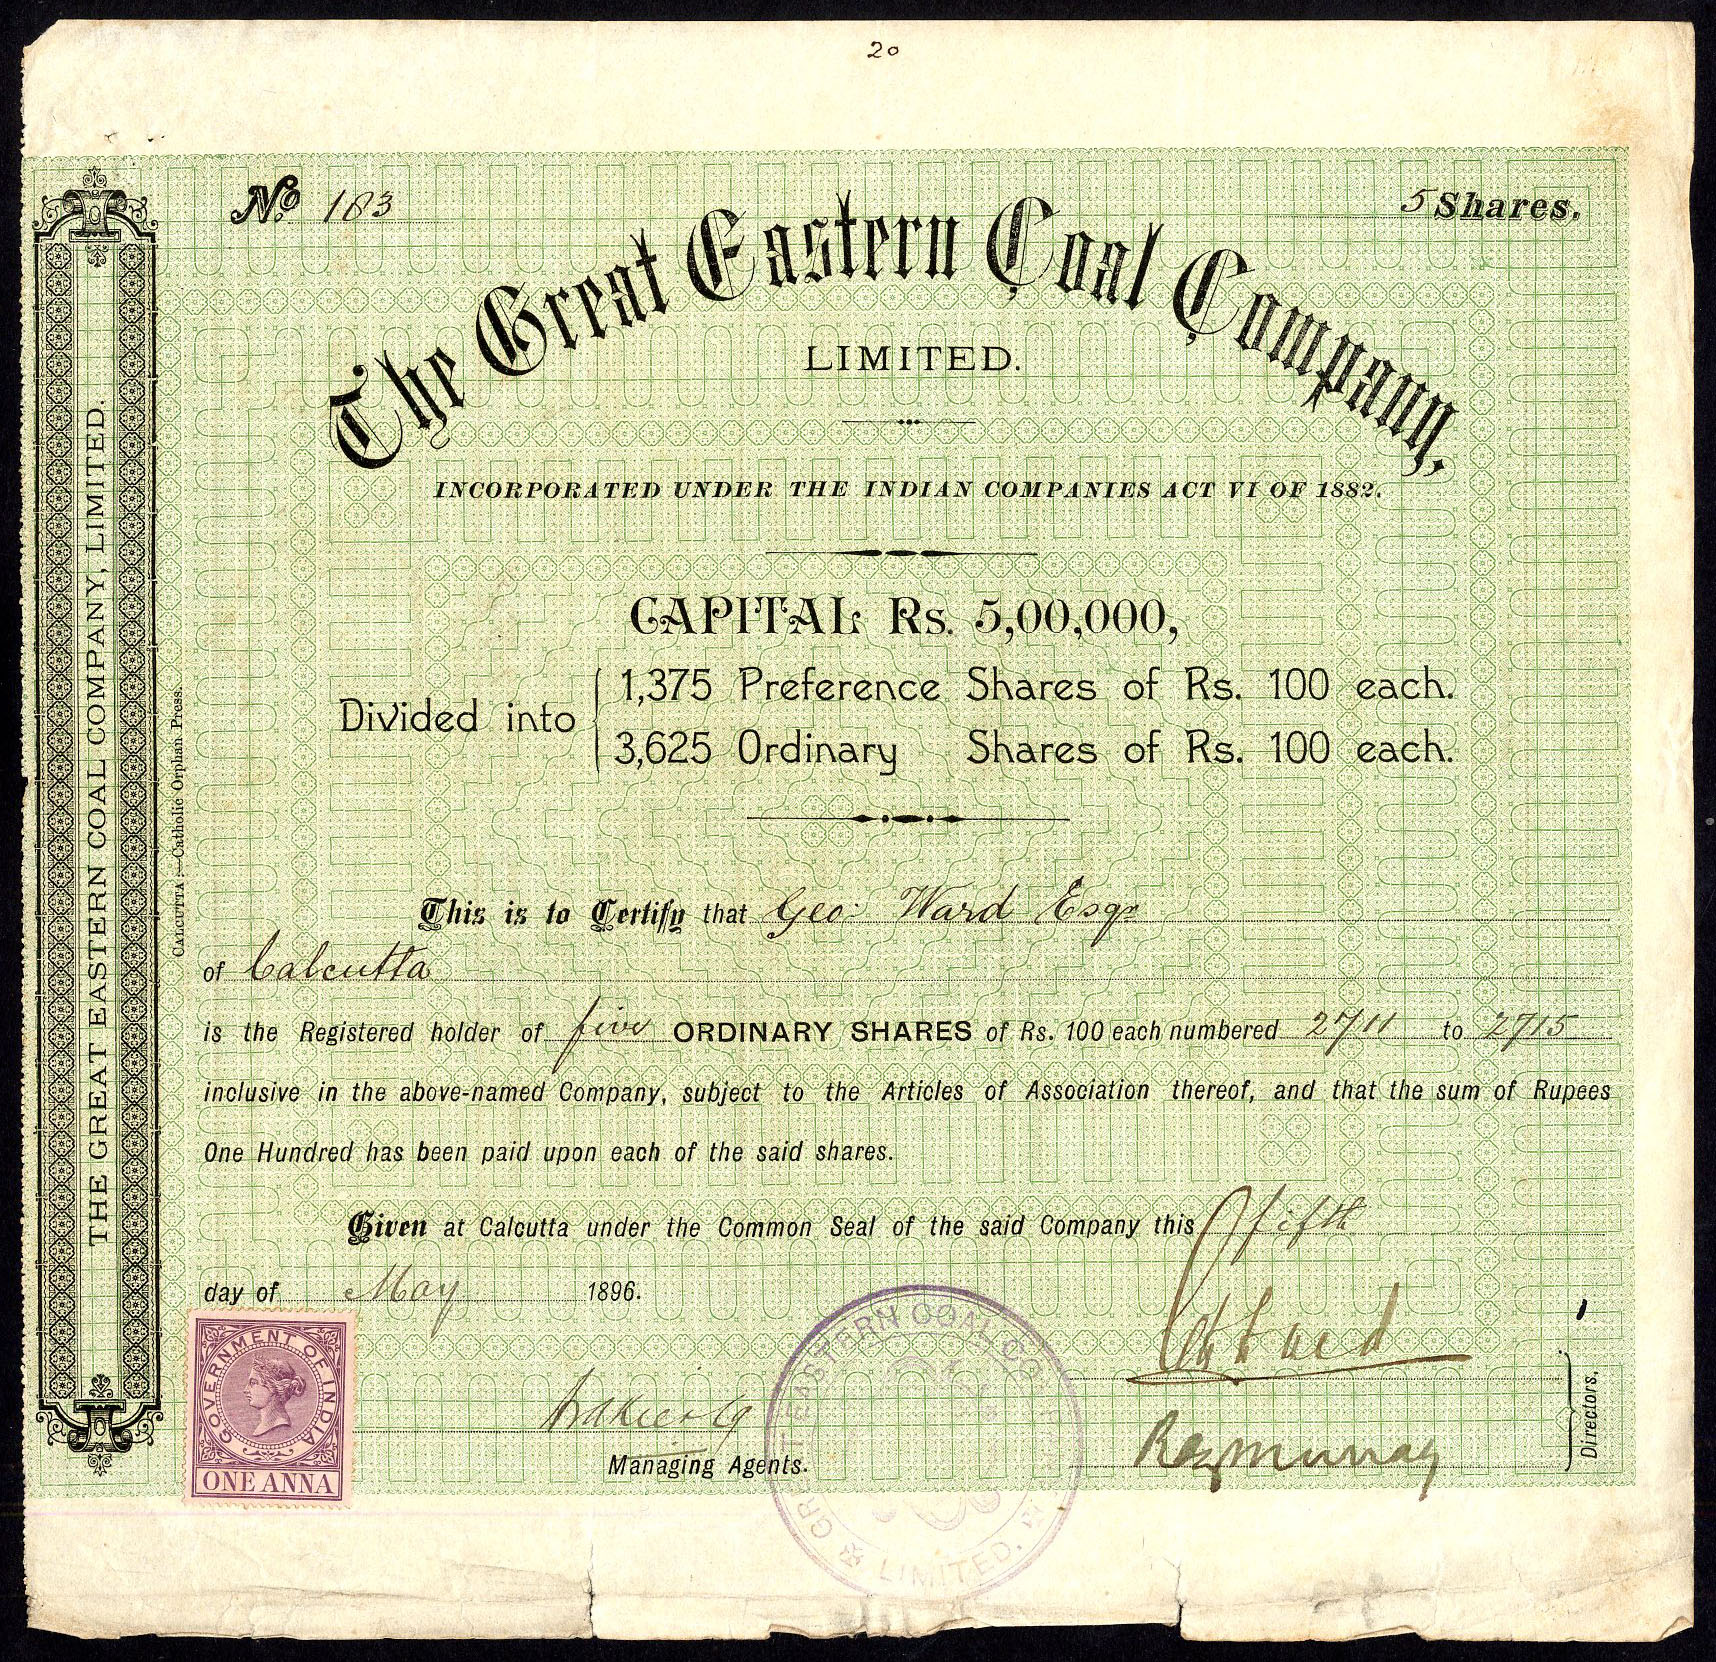 20
No. 183
5 Shares.
The Great Eastern Coal Company,
LIMITED.
INCORPORATED UNDER THE INDIAN COMPANIES ACT VI OF 1882.
CAPITAL Rs. 5,00,000,
Divided into
1,375 Preference Shares of Rs. 100 each.
3,625 Ordinary Shares of Rs. 100 each.
This is to Certify that Geo: Ward Esqr
of Calcutta
is the Registered holder of five ORDINARY SHARES of Rs. 100 each numbered 2711 to 2715
inclusive in the above-named Company, subject to the Articles of Association thereof, and that the sum of Rupees
One Hundred has been paid upon each of the said shares.
Given at Calcutta under the Common Seal of the said Company this fifth
day of May 1896.
Managing Agents.
Directors.
GOVERNMENT OF INDIA
ONE ANNA
GREAT EASTERN COAL CO.
LIMITED.
THE GREAT EASTERN COAL COMPANY, LIMITED.
CALCUTTA:—Catholic Orphan Press.